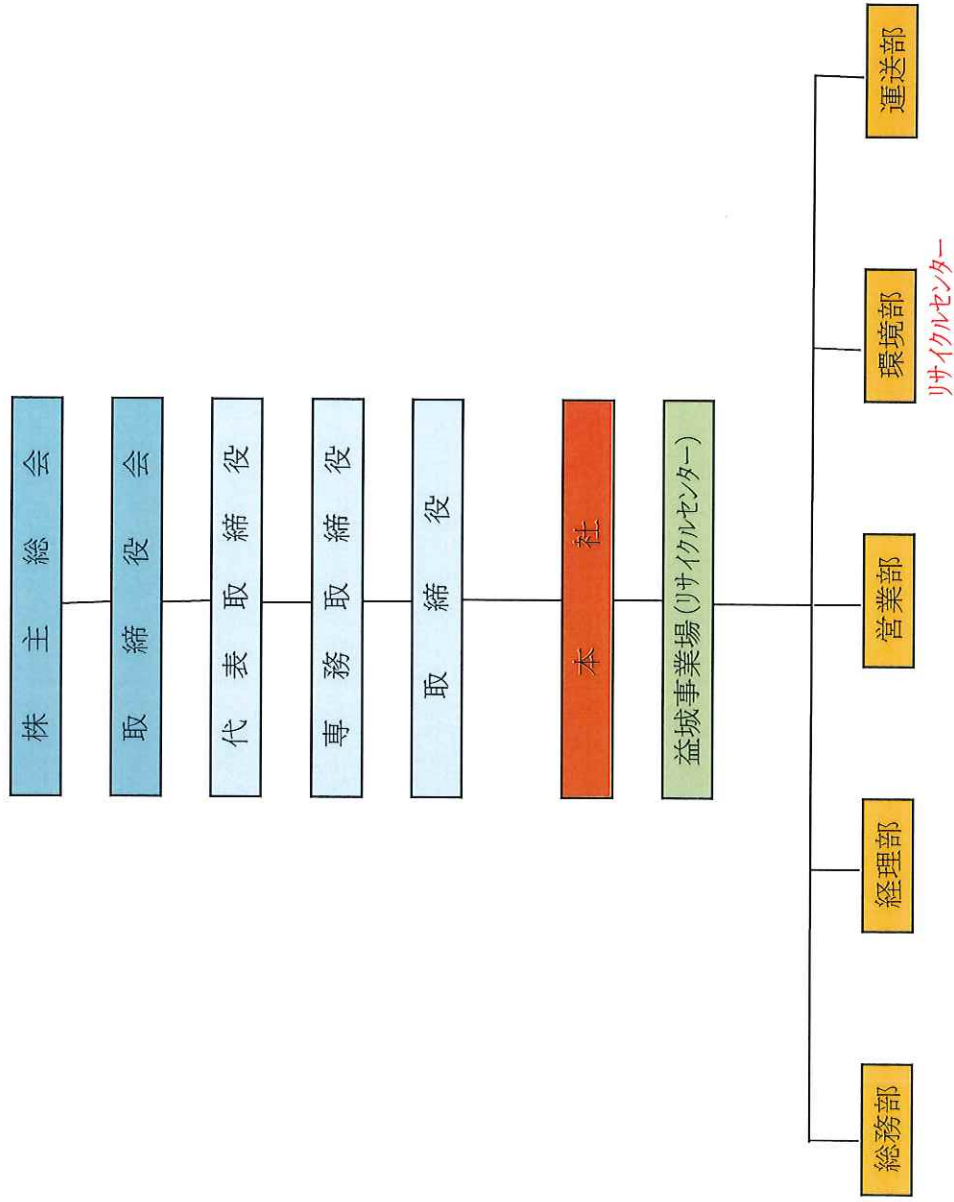 株主総会
取締役会
代表取締役
専務取締役
取締役
本社
益城事業場(リサイクルセンター)
総務部
経理部
営業部
環境部
リサイクルセンター
運送部